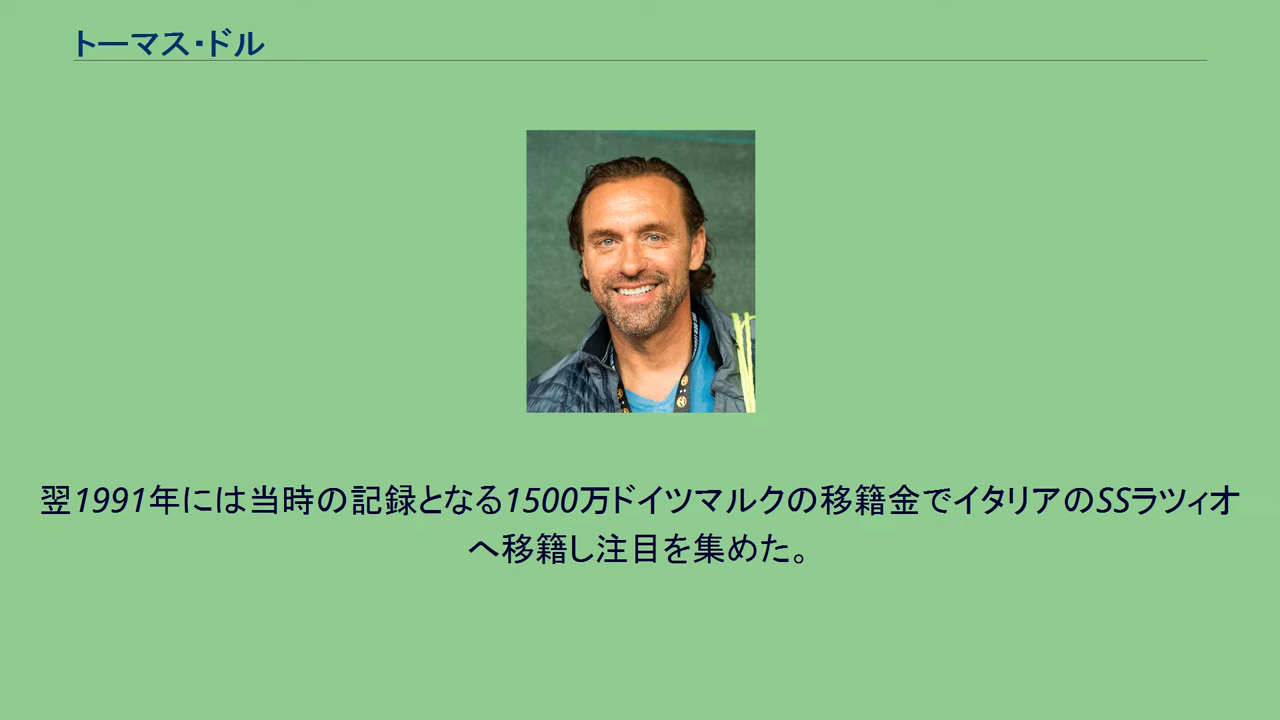 トーマス・ドル
翌1991年には当時の記録となる1500万ドイツマルクの移籍金でイタリアのSSラツィオ
へ移籍し注目を集めた。